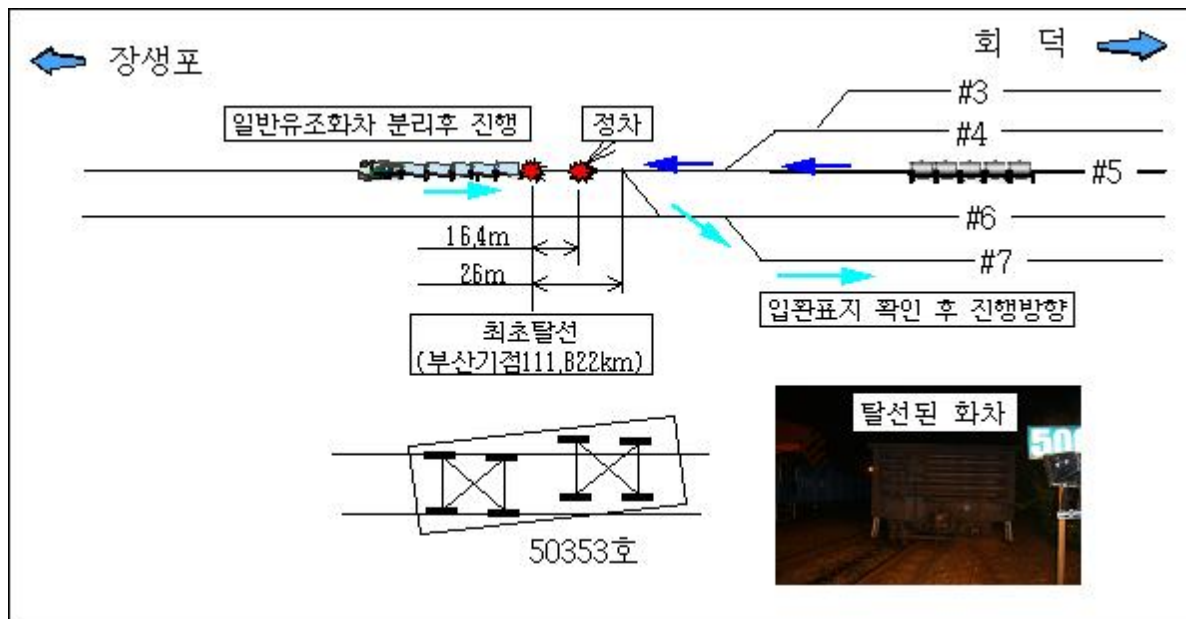 장생포
회 덕
#3
일반유조화차 분리후 진행
정차
#4
#5
#6
16,4m
#7
26m
입환표지 확인 후 진행방향
최초탈선
(부산기점111,822km)
탈선된 화차
500
50353호